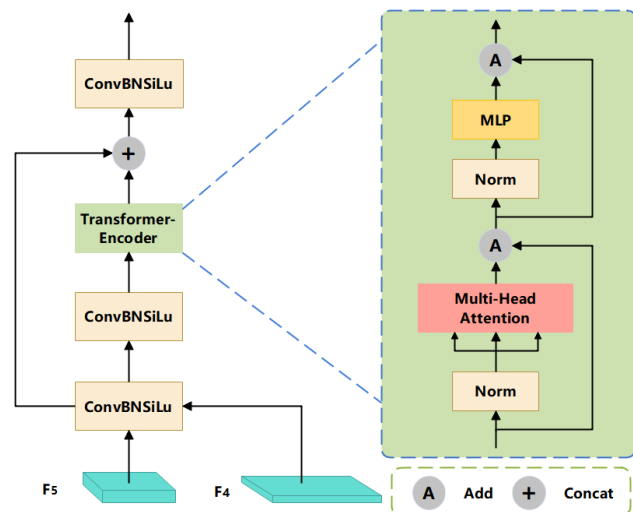 ConvBNSiLu
+
Transformer-
Encoder
ConvBNSiLu
ConvBNSiLu
F5
F4
A
MLP
Norm
A
Multi-Head
Attention
Norm
A Add + Concat